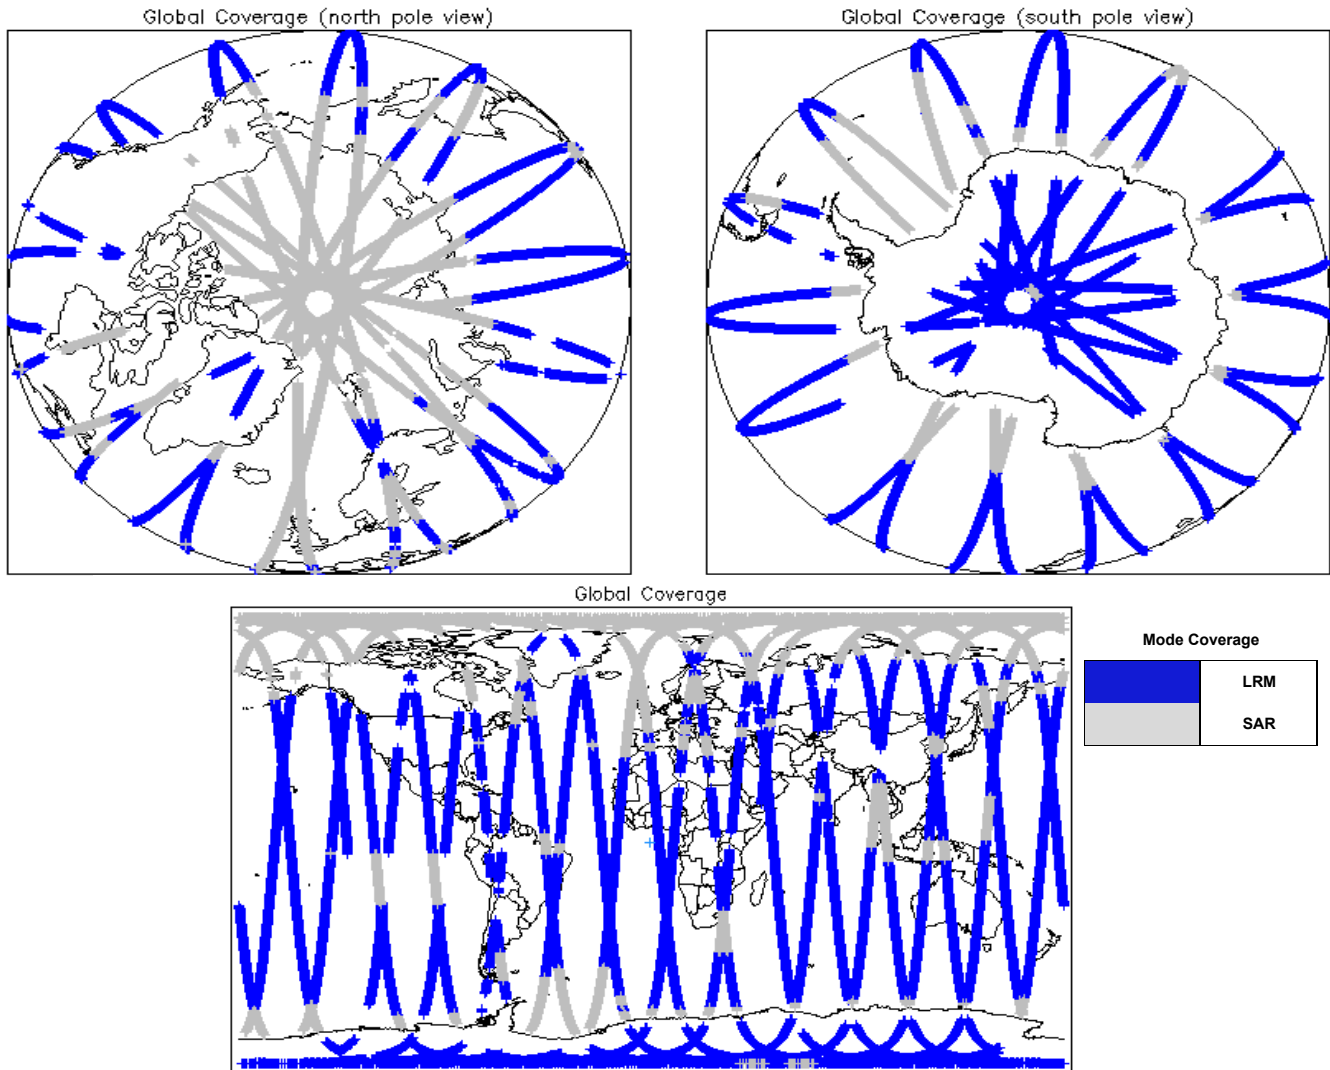 Global Coverage (north pole view)
Global Coverage (south pole view)
Global Coverage
Mode Coverage
LRM
SAR